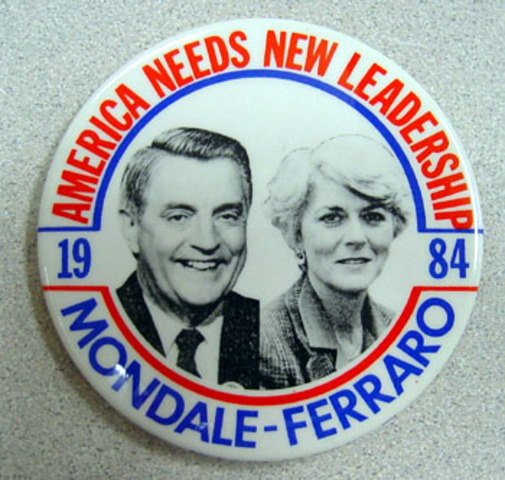 AMERICA NEEDS NEW LEADERSHIP
19 84
MONDALE-FERRARO